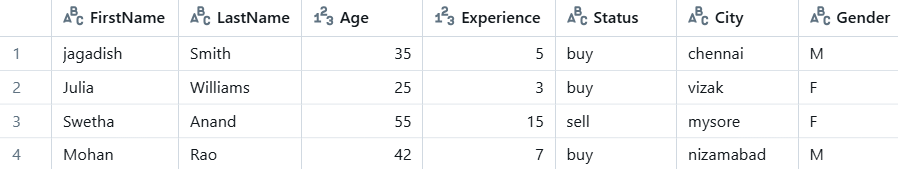 FirstName LastName Age Experience Status City Gender
1 jagadish Smith 35 5 buy chennai M
2 Julia Williams 25 3 buy vizak F
3 Swetha Anand 55 15 sell mysore F
4 Mohan Rao 42 7 buy nizamabad M